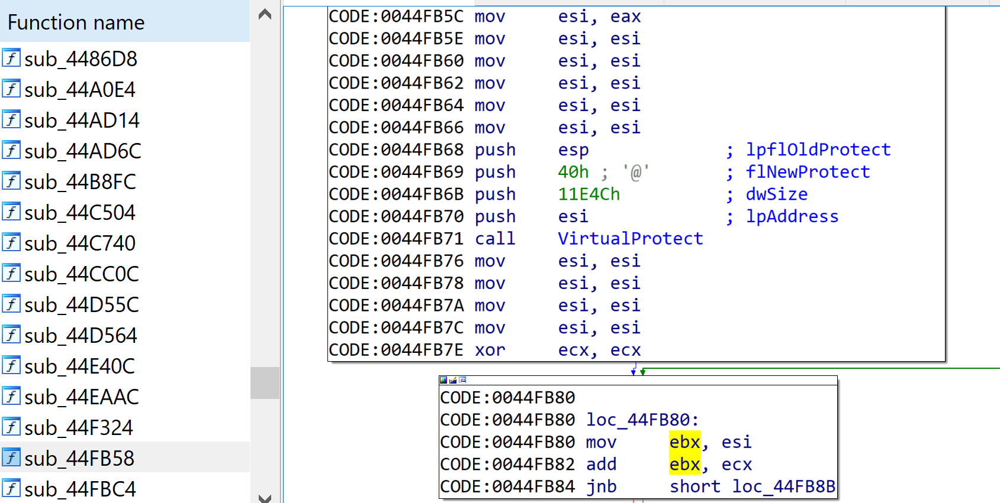 Function name
sub_4486D8
sub_44A0E4
sub_44AD14
sub_44AD6C
sub_44B8FC
sub_44C504
sub_44C740
sub_44CC0C
sub_44D55C
sub_44D564
sub_44E40C
sub_44EAAC
sub_44F324
sub_44FB58
sub_44FBC4
CODE:0044FB5C mov esi, eax
CODE:0044FB5E mov esi, esi
CODE:0044FB60 mov esi, esi
CODE:0044FB62 mov esi, esi
CODE:0044FB64 mov esi, esi
CODE:0044FB66 mov esi, esi
CODE:0044FB68 push esp ; lpflOldProtect
CODE:0044FB69 push 40h ; '@' ; flNewProtect
CODE:0044FB6B push 11E4Ch ; dwSize
CODE:0044FB70 push esi ; lpAddress
CODE:0044FB71 call VirtualProtect
CODE:0044FB76 mov esi, esi
CODE:0044FB78 mov esi, esi
CODE:0044FB7A mov esi, esi
CODE:0044FB7C mov esi, esi
CODE:0044FB7E xor ecx, ecx
CODE:0044FB80
CODE:0044FB80 loc_44FB80:
CODE:0044FB80 mov ebx, esi
CODE:0044FB82 add ebx, ecx
CODE:0044FB84 jnb short loc_44FB8B